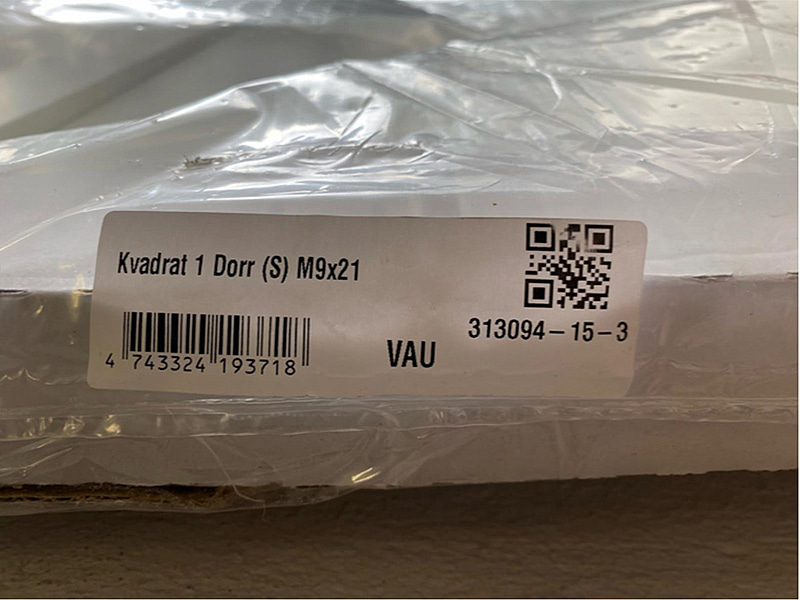 Kvadrat 1 Dorr (S) M9x21
313094-15-3
4 743324 193718
VAU